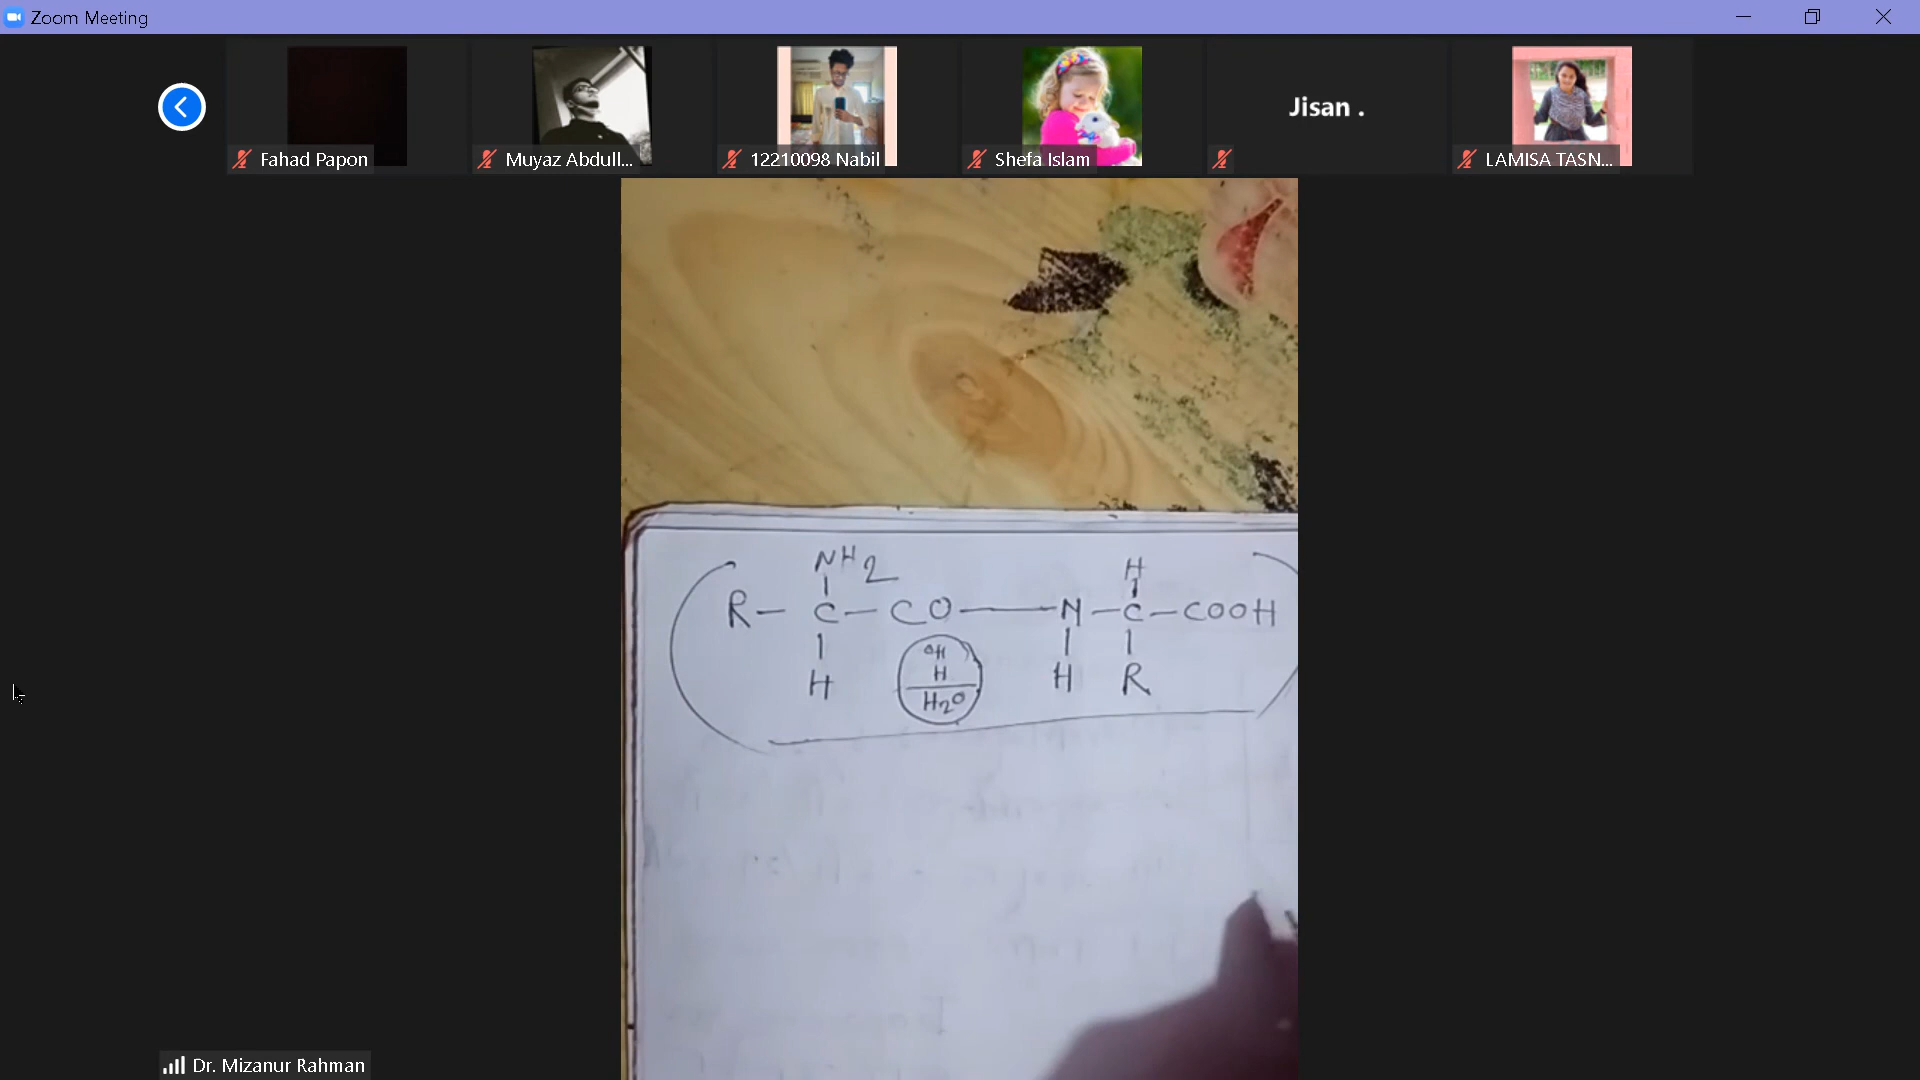 Zoom Meeting
Fahad Papon
Muyaz Abdull...
12210098 Nabil
Shefa Islam
Jisan .
LAMISA TASN...
NH2 H
R- C - CO —— N - C - COOH
H OH H R
H
H2O
Dr. Mizanur Rahman